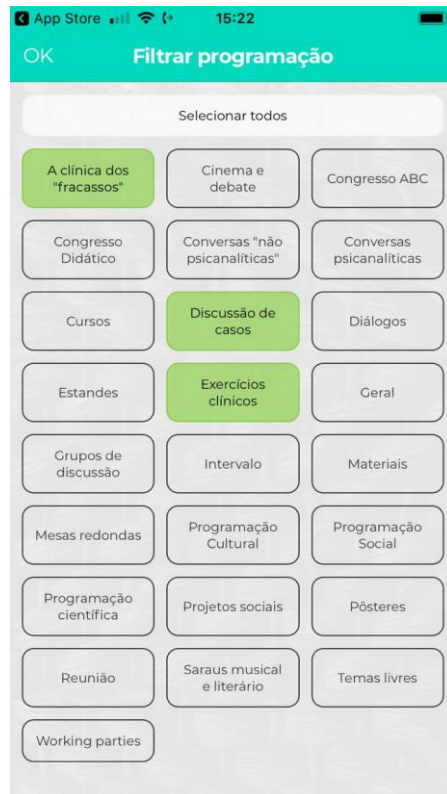 App Store 15:22
OK Filtrar programação
Selecionar todos
A clínica dos
"fracassos"
Cinema e
debate
Congresso ABC
Congresso
Didático
Conversas "não
psicanalíticas"
Conversas
psicanalíticas
Cursos
Discussão de
casos
Diálogos
Estandes
Exercícios
clínicos
Geral
Grupos de
discussão
Intervalo
Materiais
Mesas redondas
Programação
Cultural
Programação
Social
Programação
científica
Projetos sociais
Pôsteres
Reunião
Saraus musical
e literário
Temas livres
Working parties